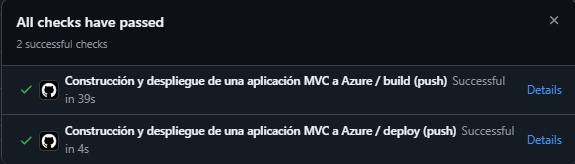 All checks have passed
2 successful checks
Construcción y despliegue de una aplicación MVC a Azure / build (push) Successful
in 39s
Details
Construcción y despliegue de una aplicación MVC a Azure / deploy (push) Successful
in 4s
Details